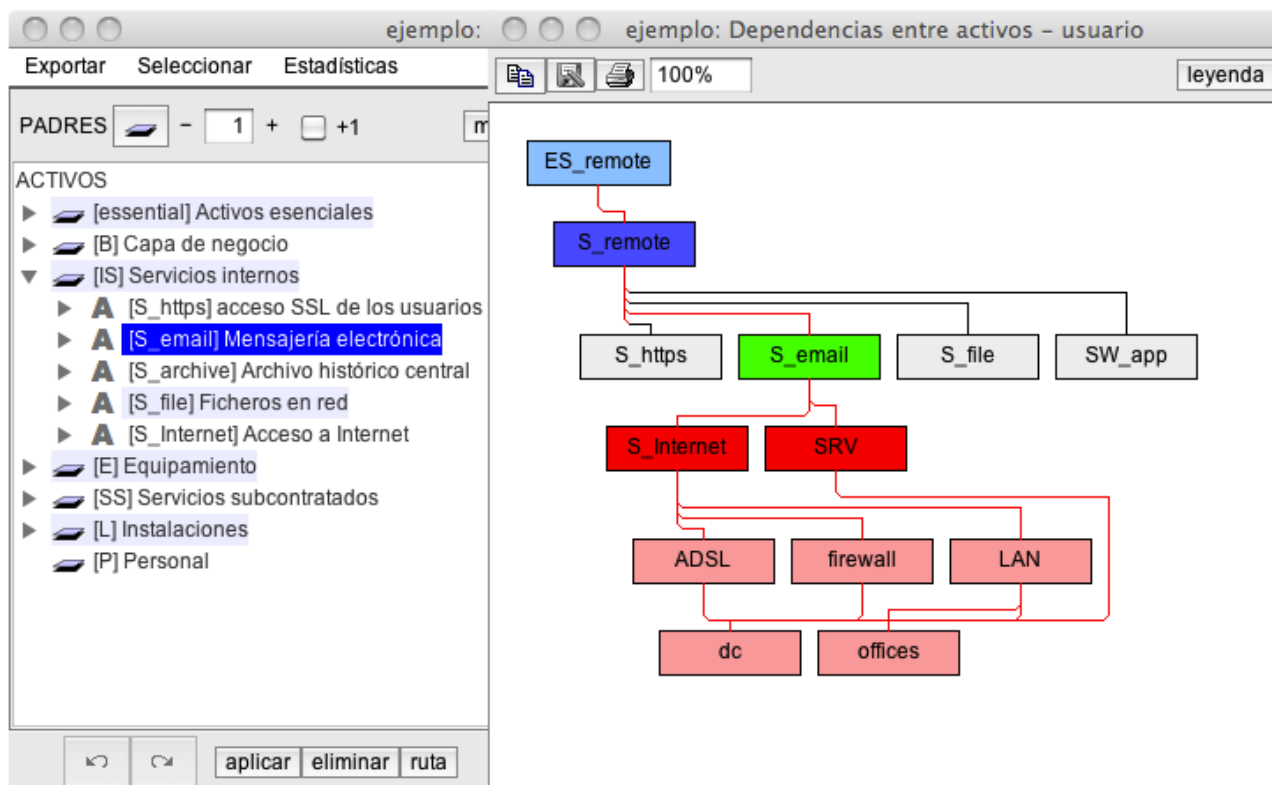 ejemplo:
Exportar Seleccionar Estadísticas
PADRES - 1 + +1
ACTIVOS
[essential] Activos esenciales
[B] Capa de negocio
[IS] Servicios internos
A [S_https] acceso SSL de los usuarios
A [S_email] Mensajería electrónica
A [S_archive] Archivo histórico central
A [S_file] Ficheros en red
A [S_Internet] Acceso a Internet
[E] Equipamiento
[SS] Servicios subcontratados
[L] Instalaciones
[P] Personal
aplicar eliminar ruta
ejemplo: Dependencias entre activos – usuario
100% leyenda
ES_remote
S_remote
S_https S_email S_file SW_app
S_Internet SRV
ADSL firewall LAN
dc offices